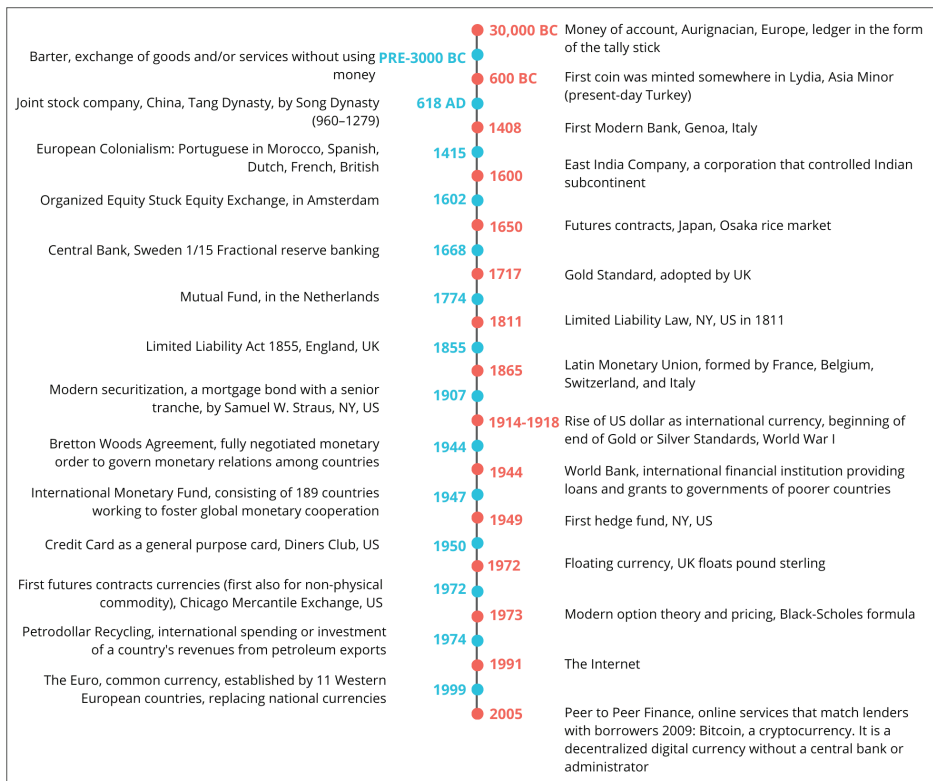 30,000 BC Money of account, Aurignacian, Europe, ledger in the form
of the tally stick
Barter, exchange of goods and/or services without using PRE-3000 BC
money
600 BC First coin was minted somewhere in Lydia, Asia Minor
(present-day Turkey)
Joint stock company, China, Tang Dynasty, by Song Dynasty 618 AD
(960–1279)
1408 First Modern Bank, Genoa, Italy
European Colonialism: Portuguese in Morocco, Spanish, 1415
Dutch, French, British
1600 East India Company, a corporation that controlled Indian
subcontinent
Organized Equity Stuck Equity Exchange, in Amsterdam 1602
1650 Futures contracts, Japan, Osaka rice market
Central Bank, Sweden 1/15 Fractional reserve banking 1668
1717 Gold Standard, adopted by UK
Mutual Fund, in the Netherlands 1774
1811 Limited Liability Law, NY, US in 1811
Limited Liability Act 1855, England, UK 1855
1865 Latin Monetary Union, formed by France, Belgium,
Switzerland, and Italy
Modern securitization, a mortgage bond with a senior 1907
tranche, by Samuel W. Straus, NY, US
1914-1918 Rise of US dollar as international currency, beginning of
end of Gold or Silver Standards, World War I
Bretton Woods Agreement, fully negotiated monetary 1944
order to govern monetary relations among countries
1944 World Bank, international financial institution providing
loans and grants to governments of poorer countries
International Monetary Fund, consisting of 189 countries 1947
working to foster global monetary cooperation
1949 First hedge fund, NY, US
Credit Card as a general purpose card, Diners Club, US 1950
1972 Floating currency, UK floats pound sterling
First futures contracts currencies (first also for non-physical 1972
commodity), Chicago Mercantile Exchange, US
1973 Modern option theory and pricing, Black-Scholes formula
Petrodollar Recycling, international spending or investment 1974
of a country's revenues from petroleum exports
1991 The Internet
The Euro, common currency, established by 11 Western 1999
European countries, replacing national currencies
2005 Peer to Peer Finance, online services that match lenders
with borrowers 2009: Bitcoin, a cryptocurrency. It is a
decentralized digital currency without a central bank or
administrator